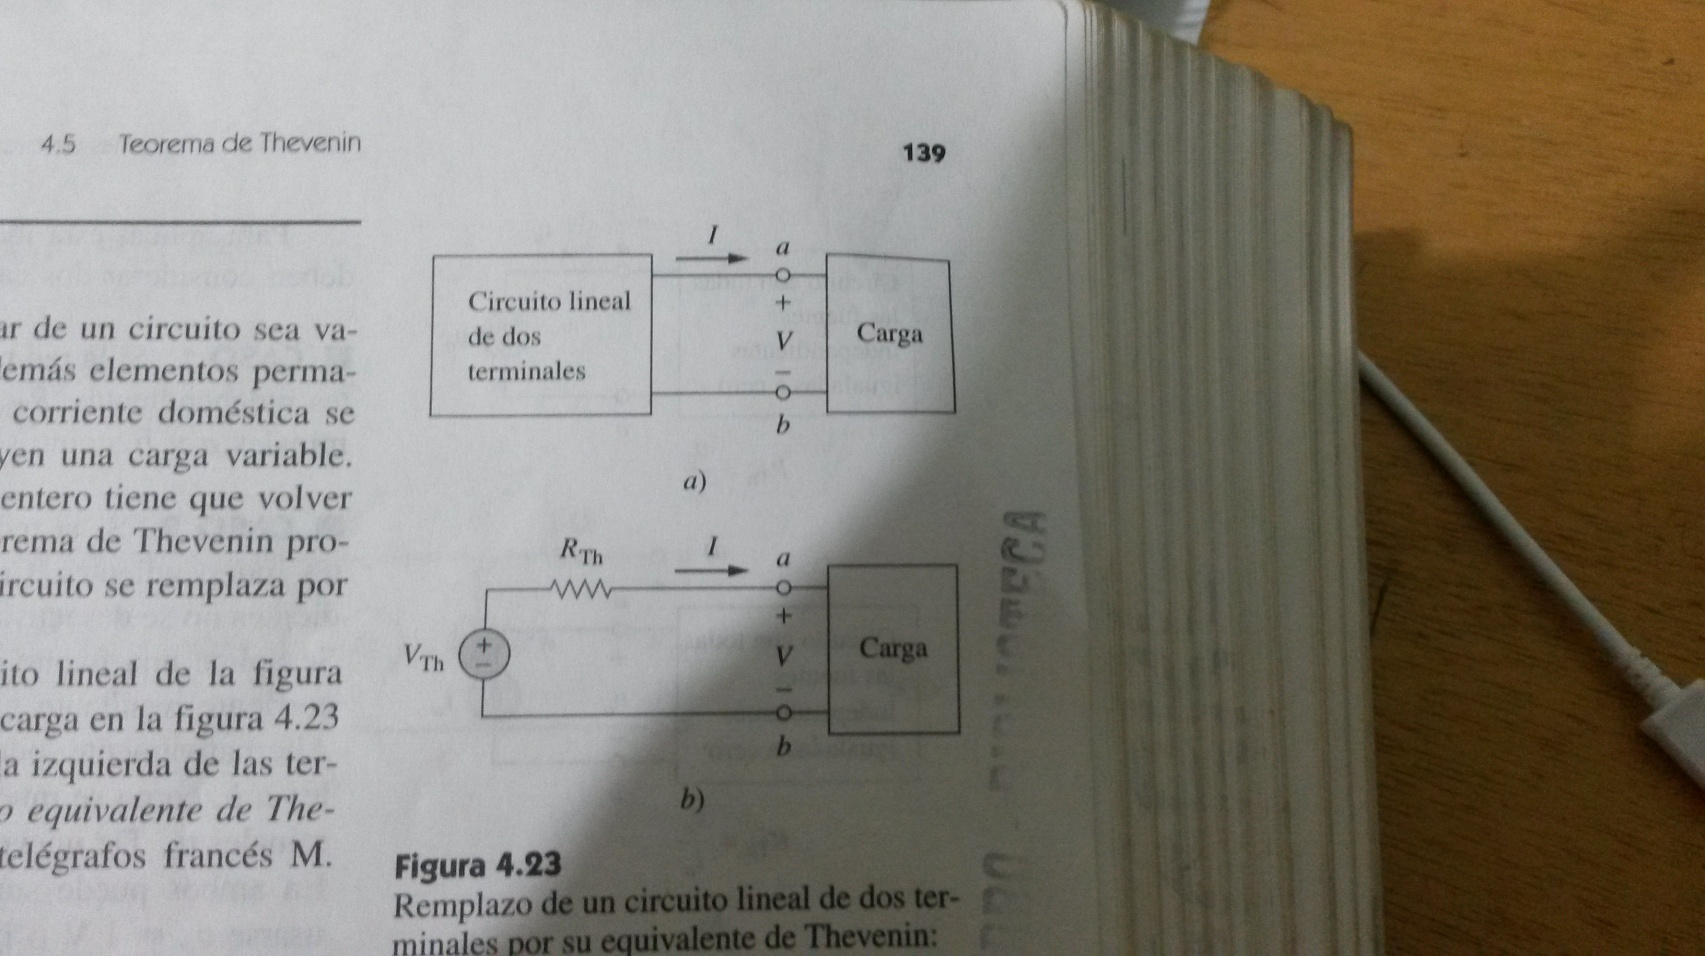 4.5 Teorema de Thevenin
139
ar de un circuito sea va-
emás elementos perma-
corriente doméstica se
yen una carga variable.
entero tiene que volver
rema de Thevenin pro-
ircuito se remplaza por
ito lineal de la figura
carga en la figura 4.23
la izquierda de las ter-
o equivalente de The-
telégrafos francés M.
I
a
Circuito lineal
de dos
terminales
+
V
−
Carga
b
a)
RTh
I
a
VTh
+
−
+
V
−
Carga
b
b)
Figura 4.23
Remplazo de un circuito lineal de dos ter-
minales por su equivalente de Thevenin: